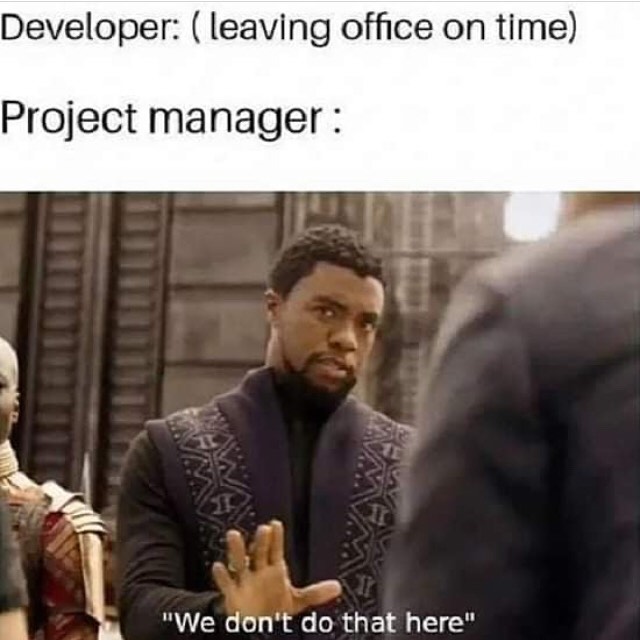 Developer: ( leaving office on time)
Project manager :
"We don't do that here"